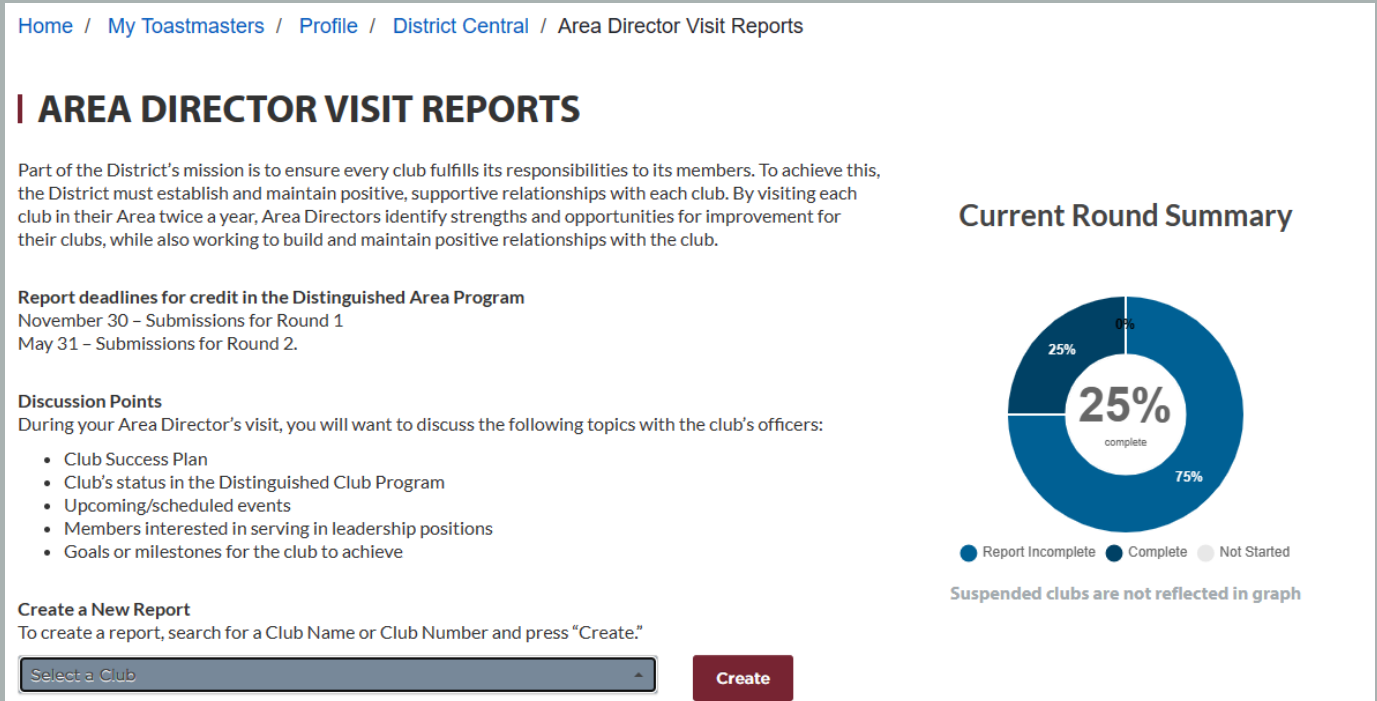 Home / My Toastmasters / Profile / District Central / Area Director Visit Reports
AREA DIRECTOR VISIT REPORTS
Part of the District's mission is to ensure every club fulfills its responsibilities to its members. To achieve this,
the District must establish and maintain positive, supportive relationships with each club. By visiting each
club in their Area twice a year, Area Directors identify strengths and opportunities for improvement for
their clubs, while also working to build and maintain positive relationships with the club.
Report deadlines for credit in the Distinguished Area Program
November 30 – Submissions for Round 1
May 31 – Submissions for Round 2.
Discussion Points
During your Area Director's visit, you will want to discuss the following topics with the club's officers:
• Club Success Plan
• Club's status in the Distinguished Club Program
• Upcoming/scheduled events
• Members interested in serving in leadership positions
• Goals or milestones for the club to achieve
Create a New Report
To create a report, search for a Club Name or Club Number and press “Create.”
Select a Club
Create
Current Round Summary
0%
25%
25%
complete
75%
Report Incomplete Complete Not Started
Suspended clubs are not reflected in graph